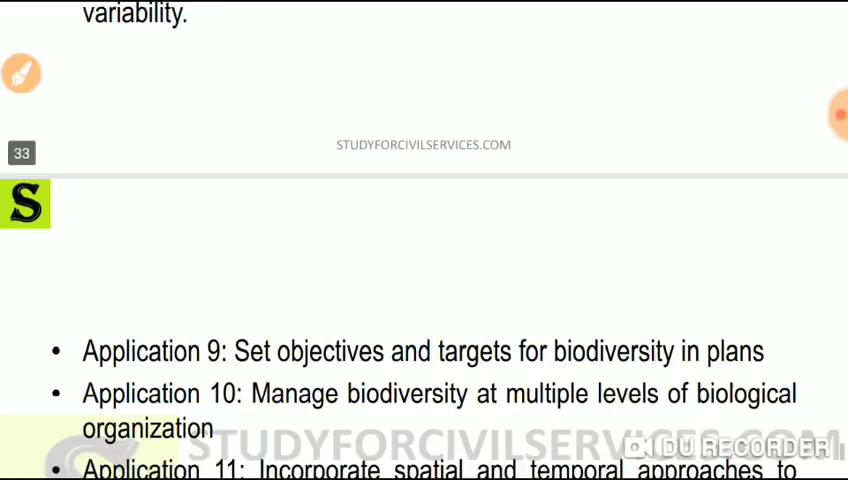 variability.
STUDYFORCIVILSERVICES.COM
33
S
• Application 9: Set objectives and targets for biodiversity in plans
• Application 10: Manage biodiversity at multiple levels of biological
organization
STUDYFORCIVILSERVICES.COM
DU RECORDER
• Application 11: Incorporate spatial and temporal approaches to